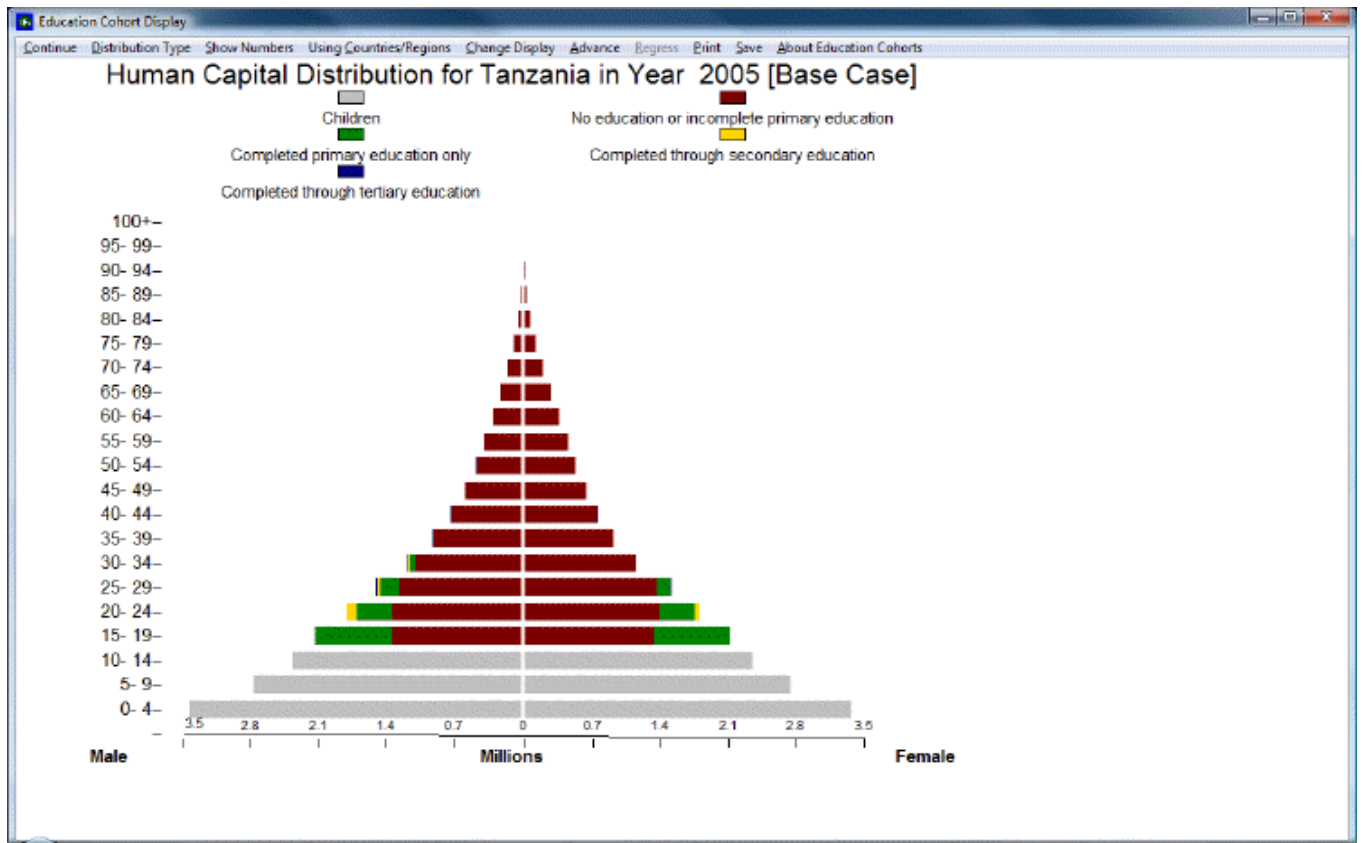 Education Cohort Display
Continue Distribution Type Show Numbers Using Countries/Regions Change Display Advance Regress Print Save About Education Cohorts
Human Capital Distribution for Tanzania in Year 2005 [Base Case]
Children
No education or incomplete primary education
Completed primary education only
Completed through secondary education
Completed through tertiary education
100+–
95- 99–
90- 94–
85- 89–
80- 84–
75- 79–
70- 74–
65- 69–
60- 64–
55- 59–
50- 54–
45- 49–
40- 44–
35- 39–
30- 34–
25- 29–
20- 24–
15- 19–
10- 14–
5- 9–
0- 4–
3.5 2.8 2.1 1.4 0.7 0 0.7 1.4 2.1 2.8 3.5
Male Millions Female